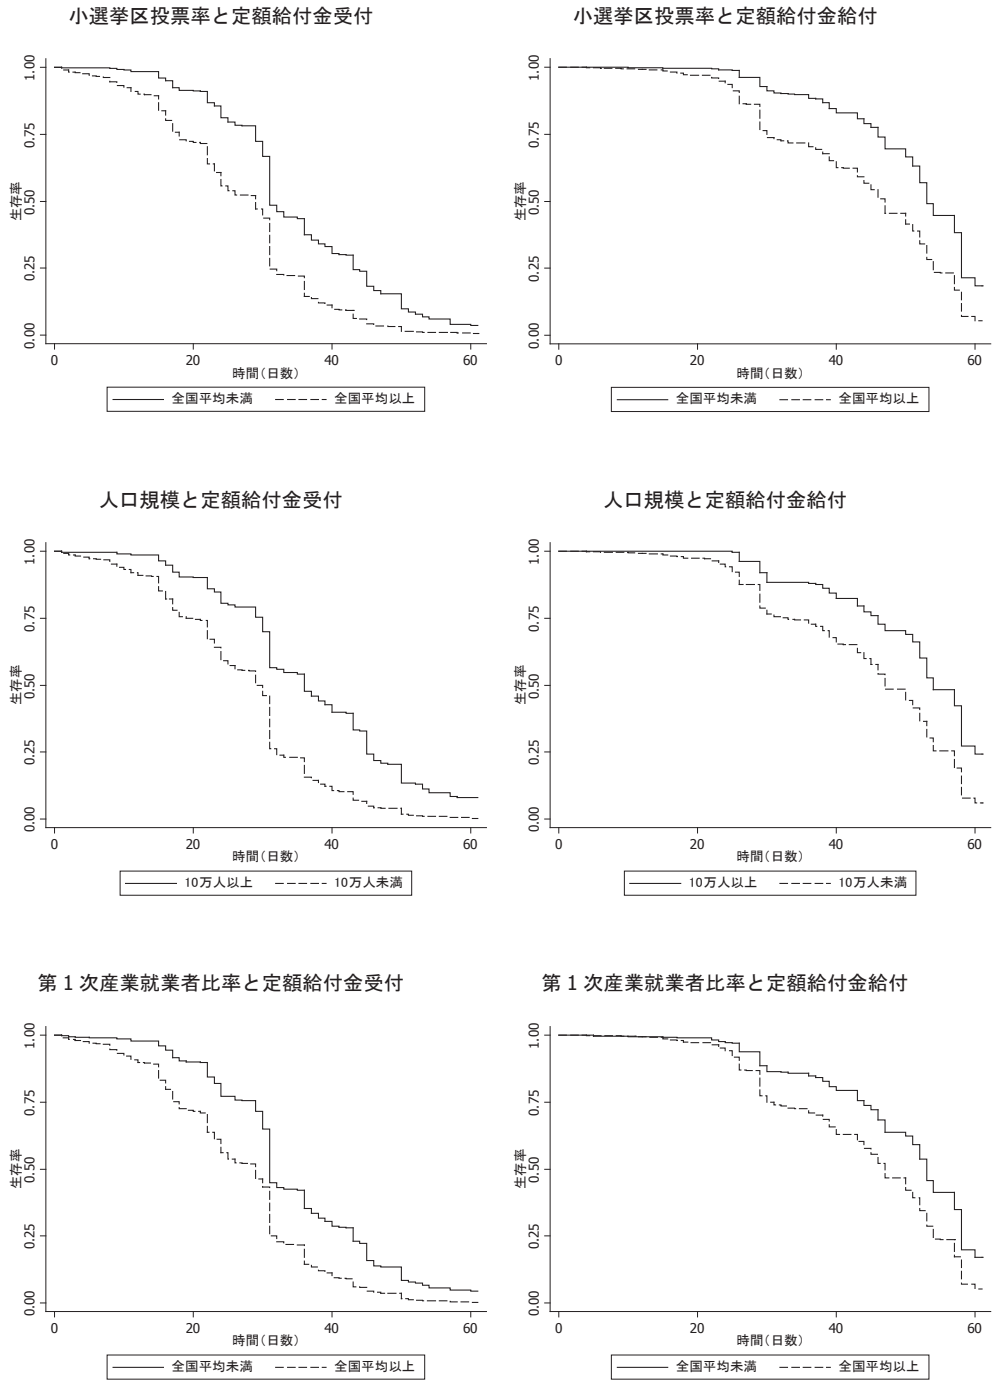 小選挙区投票率と定額給付金受付
生存率
1.00
0.75
0.50
0.25
0.00
0 20 40 60
時間(日数)
全国平均未満 全国平均以上
小選挙区投票率と定額給付金給付
生存率
1.00
0.75
0.50
0.25
0.00
0 20 40 60
時間(日数)
全国平均未満 全国平均以上
人口規模と定額給付金受付
生存率
1.00
0.75
0.50
0.25
0.00
0 20 40 60
時間(日数)
10万人以上 10万人未満
人口規模と定額給付金給付
生存率
1.00
0.75
0.50
0.25
0.00
0 20 40 60
時間(日数)
10万人以上 10万人未満
第1次産業就業者比率と定額給付金受付
生存率
1.00
0.75
0.50
0.25
0.00
0 20 40 60
時間(日数)
全国平均未満 全国平均以上
第1次産業就業者比率と定額給付金給付
生存率
1.00
0.75
0.50
0.25
0.00
0 20 40 60
時間(日数)
全国平均未満 全国平均以上